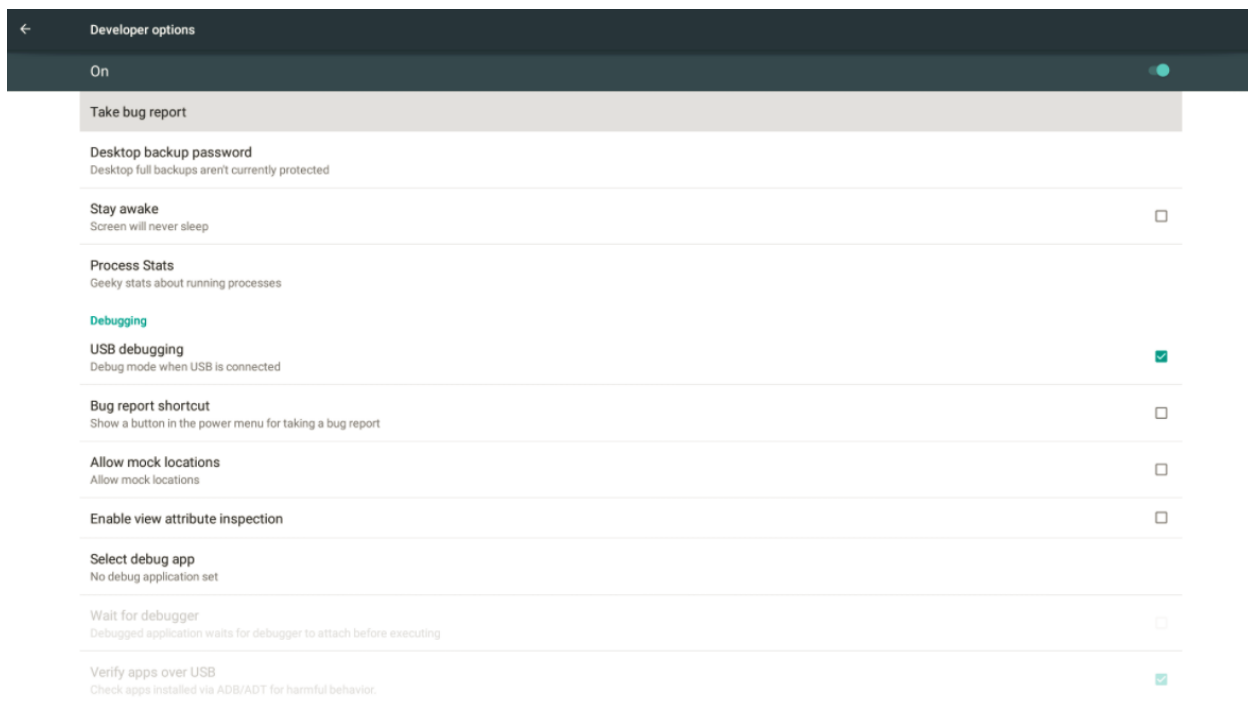 Developer options
On
Take bug report
Desktop backup password
Desktop full backups aren't currently protected
Stay awake
Screen will never sleep
Process Stats
Geeky stats about running processes
Debugging
USB debugging
Debug mode when USB is connected
Bug report shortcut
Show a button in the power menu for taking a bug report
Allow mock locations
Allow mock locations
Enable view attribute inspection
Select debug app
No debug application set
Wait for debugger
Debugged application waits for debugger to attach before executing
Verify apps over USB
Check apps installed via ADB/ADT for harmful behavior.